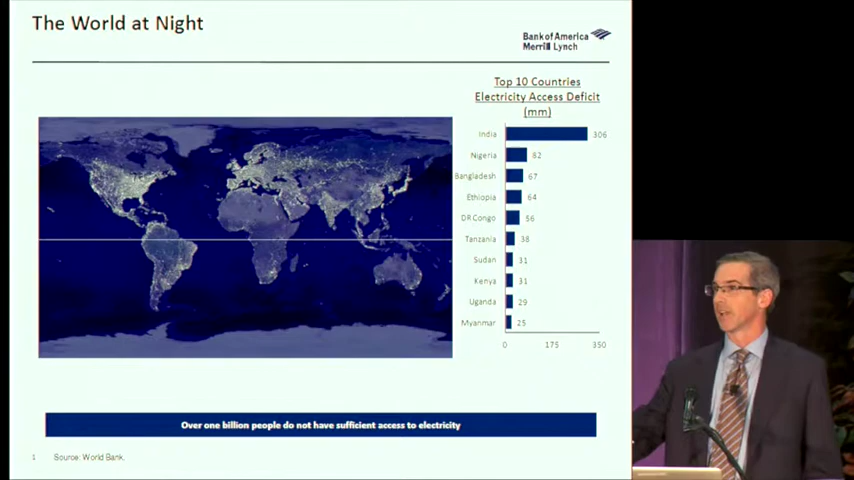 The World at Night
Bank of America
Merrill Lynch
Top 10 Countries
Electricity Access Deficit
(mm)
India 306
Nigeria 82
Bangladesh 67
Ethiopia 64
DR Congo 56
Tanzania 38
Sudan 31
Kenya 31
Uganda 29
Myanmar 25
0 175 350
Over one billion people do not have sufficient access to electricity
1 Source: World Bank.